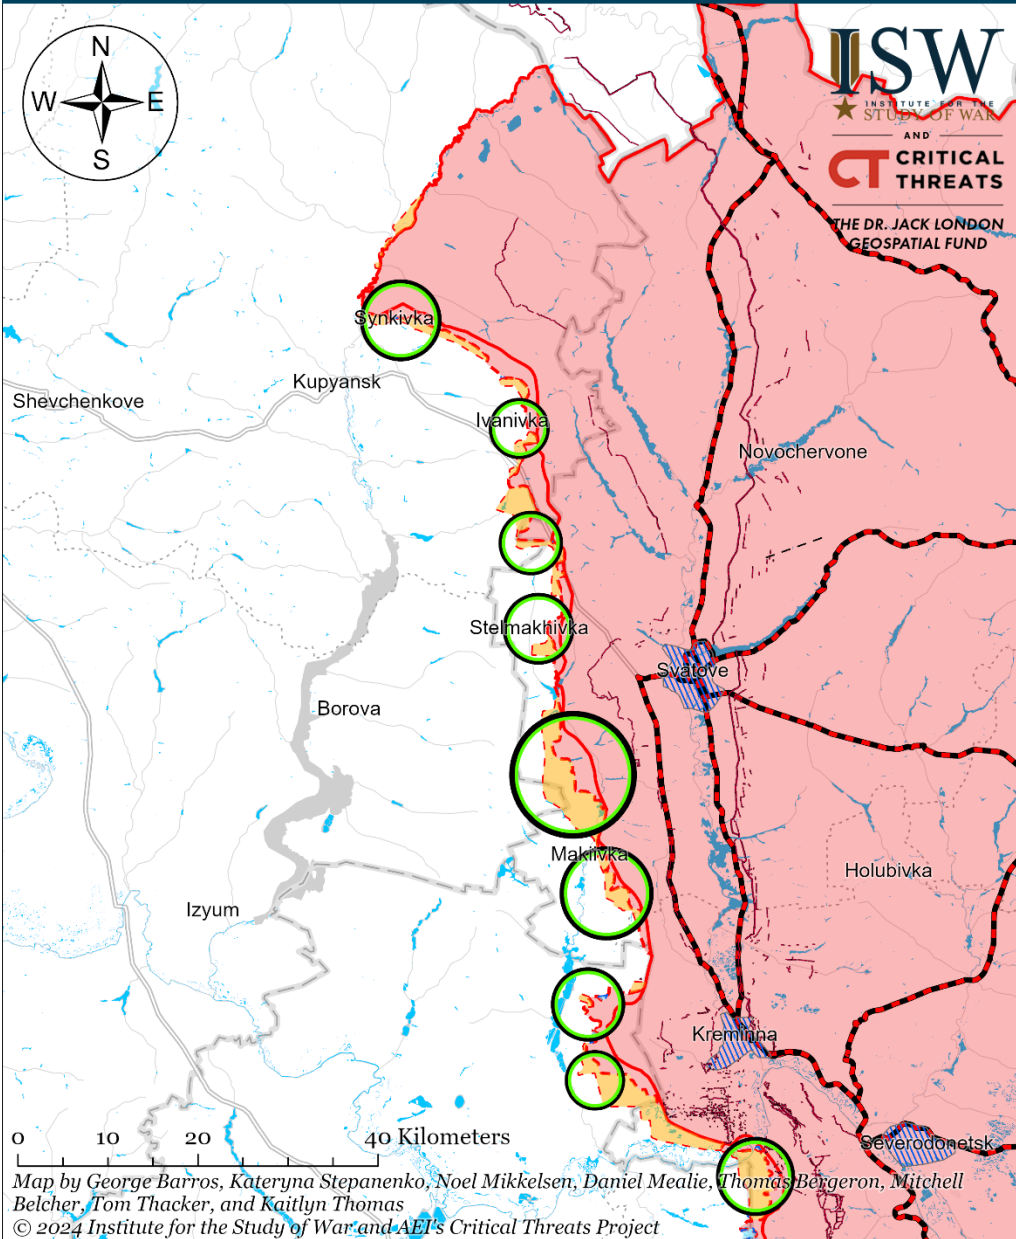 N
W
E
S
ISW
INSTITUTE FOR THE
STUDY OF WAR
AND
CT CRITICAL
THREATS
THE DR. JACK LONDON
GEOSPATIAL FUND
Synkivka
Kupyansk
Shevchenkove
Ivanivka
Novochervone
Stelmakhivka
Svatove
Borova
Makiivka
Holubivka
Izyum
Kreminna
Severodonetsk
0 10 20 40 Kilometers
Map by George Barros, Kateryna Stepanenko, Noel Mikkelsen, Daniel Mealie, Thomas Bergeron, Mitchell
Belcher, Tom Thacker, and Kaitlyn Thomas
© 2024 Institute for the Study of War and AEI's Critical Threats Project